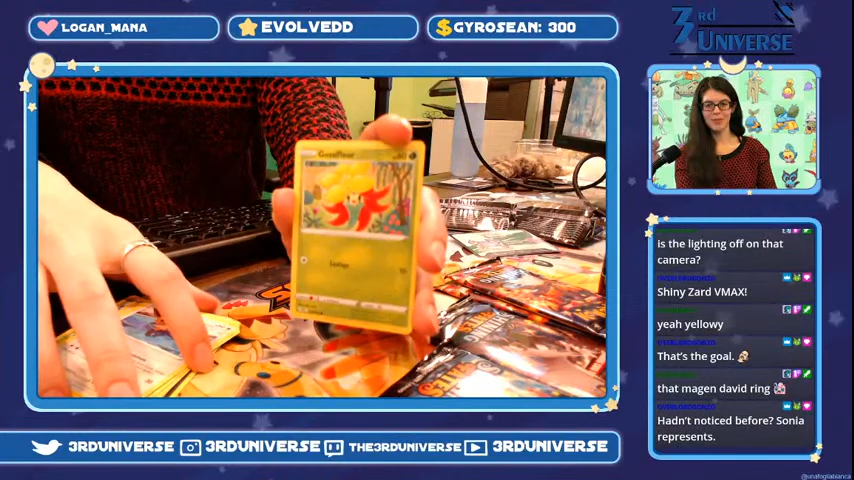 LOGAN_MANA
EVOLVEDD
GYROSEAN: 300
3rd
UNIVERSE
Gossifleur
is the lighting off on that
camera?
Shiny Zard VMAX!
yeah yellowy
That's the goal.
that magen david ring
Hadn't noticed before? Sonia
represents.
3RDUNIVERSE
3RDUNIVERSE
THE3RDUNIVERSE
3RDUNIVERSE
@unafogliabianca